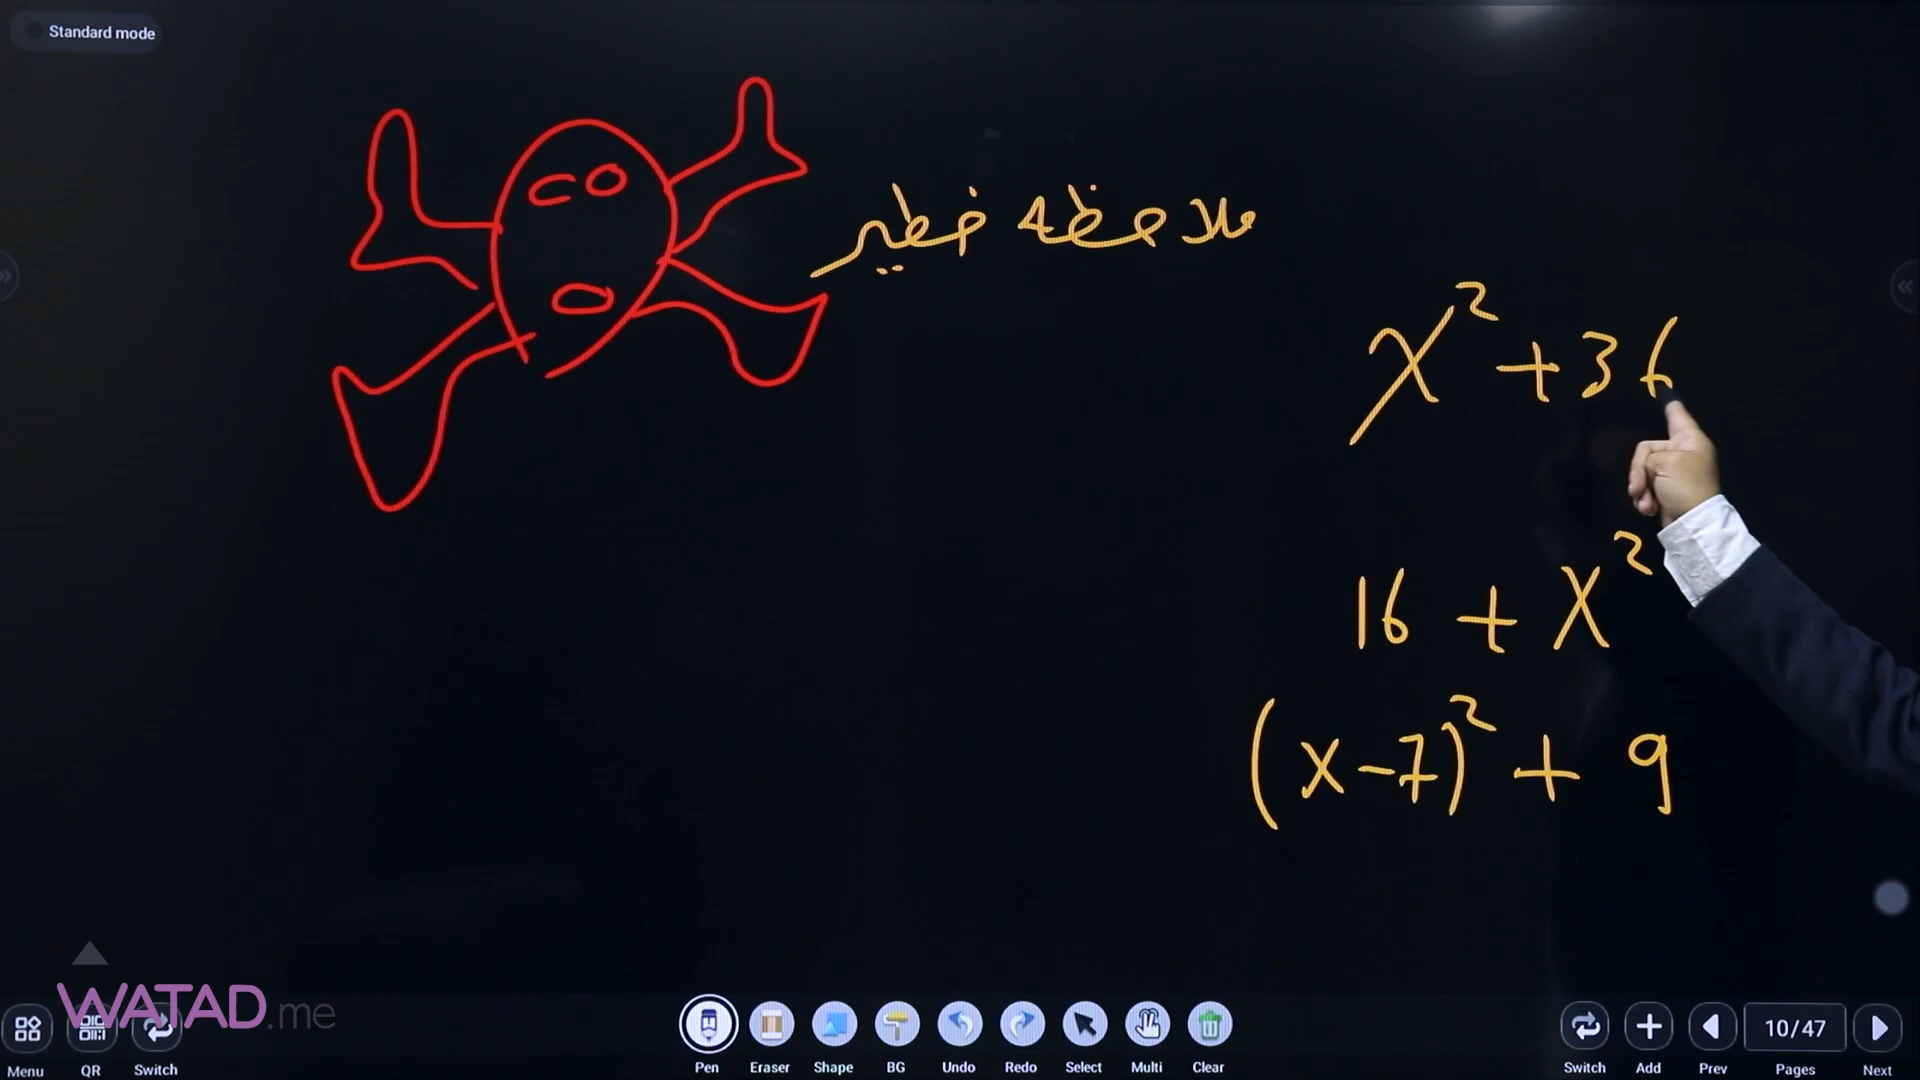 Standard mode
ملاحظه خطير
x² + 36
16 + x²
(x-7)² + 9
WATAD.me
Menu QR Switch
Pen Eraser Shape BG Undo Redo Select Multi Clear
10/47
Switch Add Prev Pages Next